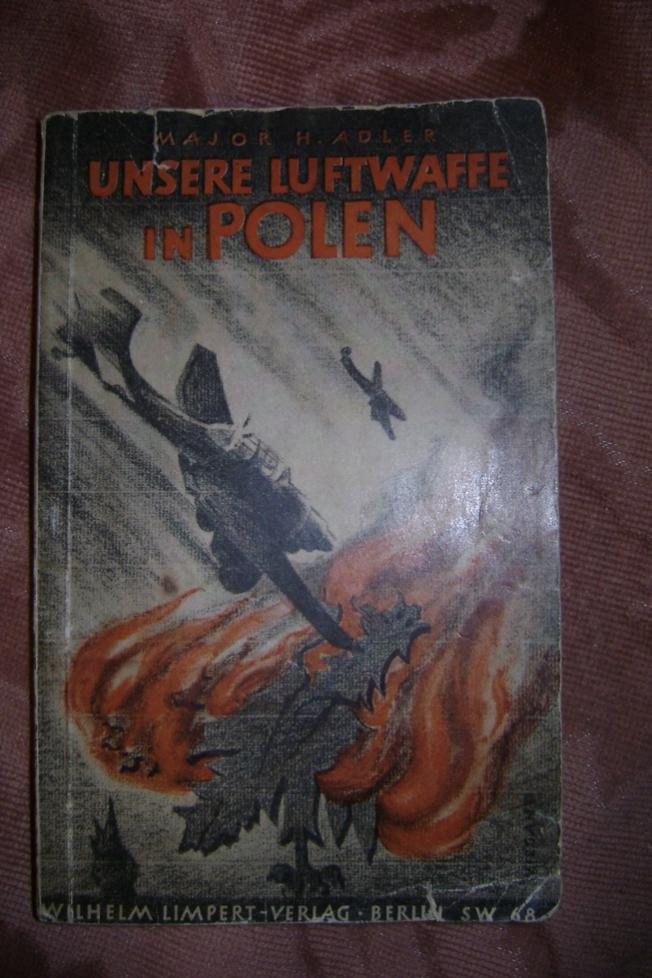 MAJOR H. ADLER
UNSERE LUFTWAFFE
IN POLEN
WILHELM LIMPERT-VERLAG · BERLIN SW 68